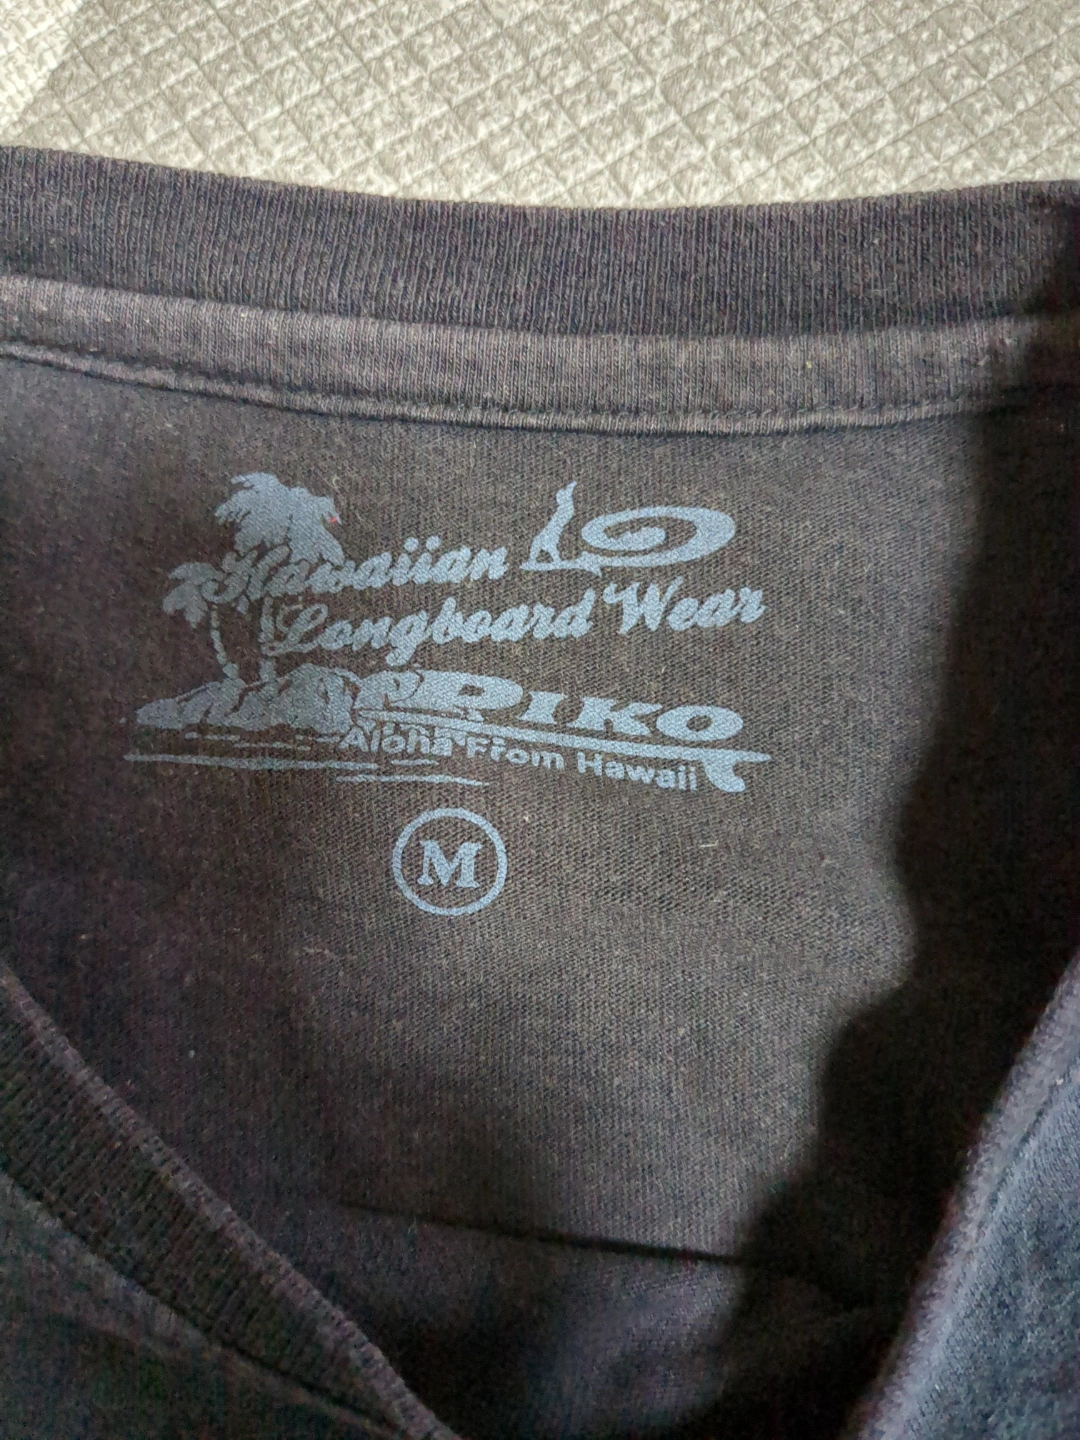 Hawaiian
Longboard Wear
PIKO
Aloha From Hawaii
M